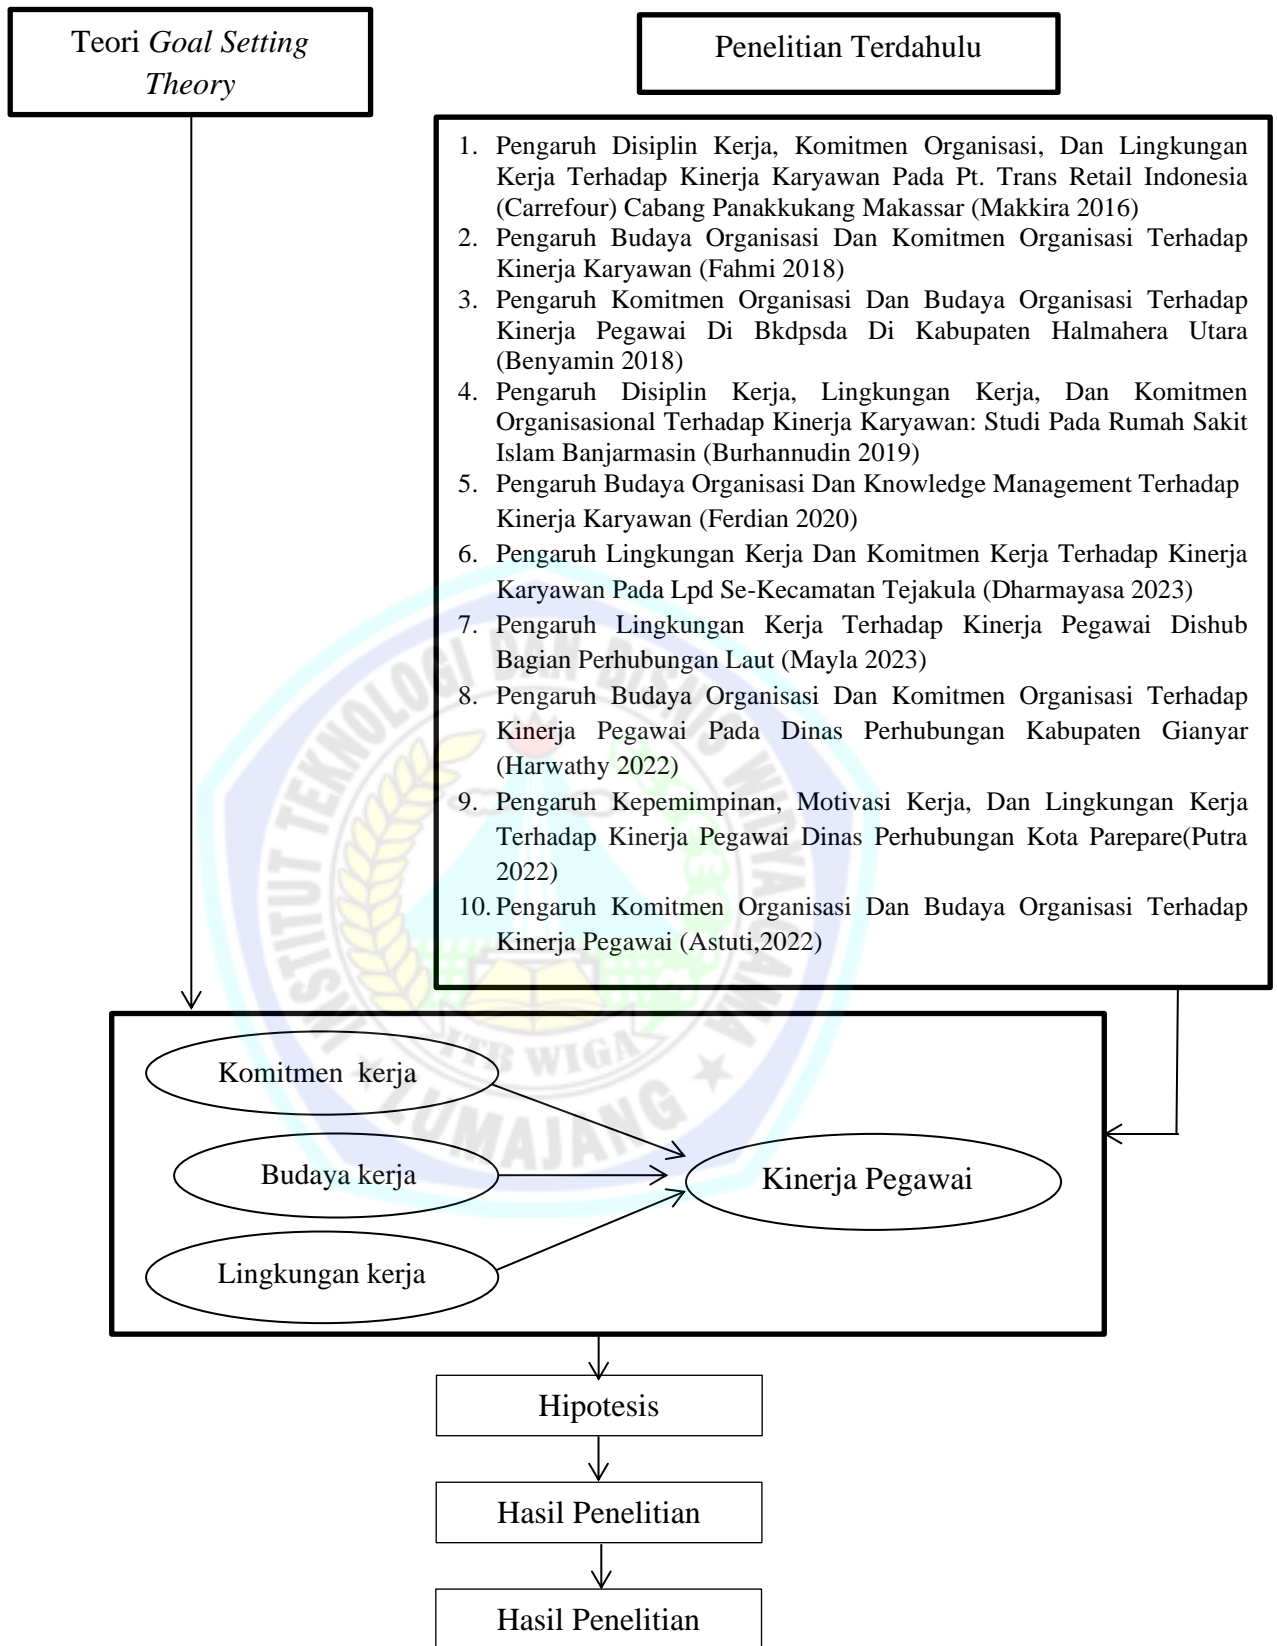 Teori Goal Setting
Theory
Penelitian Terdahulu
1. Pengaruh Disiplin Kerja, Komitmen Organisasi, Dan Lingkungan
Kerja Terhadap Kinerja Karyawan Pada Pt. Trans Retail Indonesia
(Carrefour) Cabang Panakkukang Makassar (Makkira 2016)
2. Pengaruh Budaya Organisasi Dan Komitmen Organisasi Terhadap
Kinerja Karyawan (Fahmi 2018)
3. Pengaruh Komitmen Organisasi Dan Budaya Organisasi Terhadap
Kinerja Pegawai Di Bkdpsda Di Kabupaten Halmahera Utara
(Benyamin 2018)
4. Pengaruh Disiplin Kerja, Lingkungan Kerja, Dan Komitmen
Organisasional Terhadap Kinerja Karyawan: Studi Pada Rumah Sakit
Islam Banjarmasin (Burhannudin 2019)
5. Pengaruh Budaya Organisasi Dan Knowledge Management Terhadap
Kinerja Karyawan (Ferdian 2020)
6. Pengaruh Lingkungan Kerja Dan Komitmen Kerja Terhadap Kinerja
Karyawan Pada Lpd Se-Kecamatan Tejakula (Dharmayasa 2023)
7. Pengaruh Lingkungan Kerja Terhadap Kinerja Pegawai Dishub
Bagian Perhubungan Laut (Mayla 2023)
8. Pengaruh Budaya Organisasi Dan Komitmen Organisasi Terhadap
Kinerja Pegawai Pada Dinas Perhubungan Kabupaten Gianyar
(Harwathy 2022)
9. Pengaruh Kepemimpinan, Motivasi Kerja, Dan Lingkungan Kerja
Terhadap Kinerja Pegawai Dinas Perhubungan Kota Parepare(Putra
2022)
10. Pengaruh Komitmen Organisasi Dan Budaya Organisasi Terhadap
Kinerja Pegawai (Astuti,2022)
INSTITUT TEKNOLOGI DAN BISNIS WIDYA GAMA
ITB WIGA
LUMAJANG
Komitmen kerja
Budaya kerja
Kinerja Pegawai
Lingkungan kerja
Hipotesis
Hasil Penelitian
Hasil Penelitian